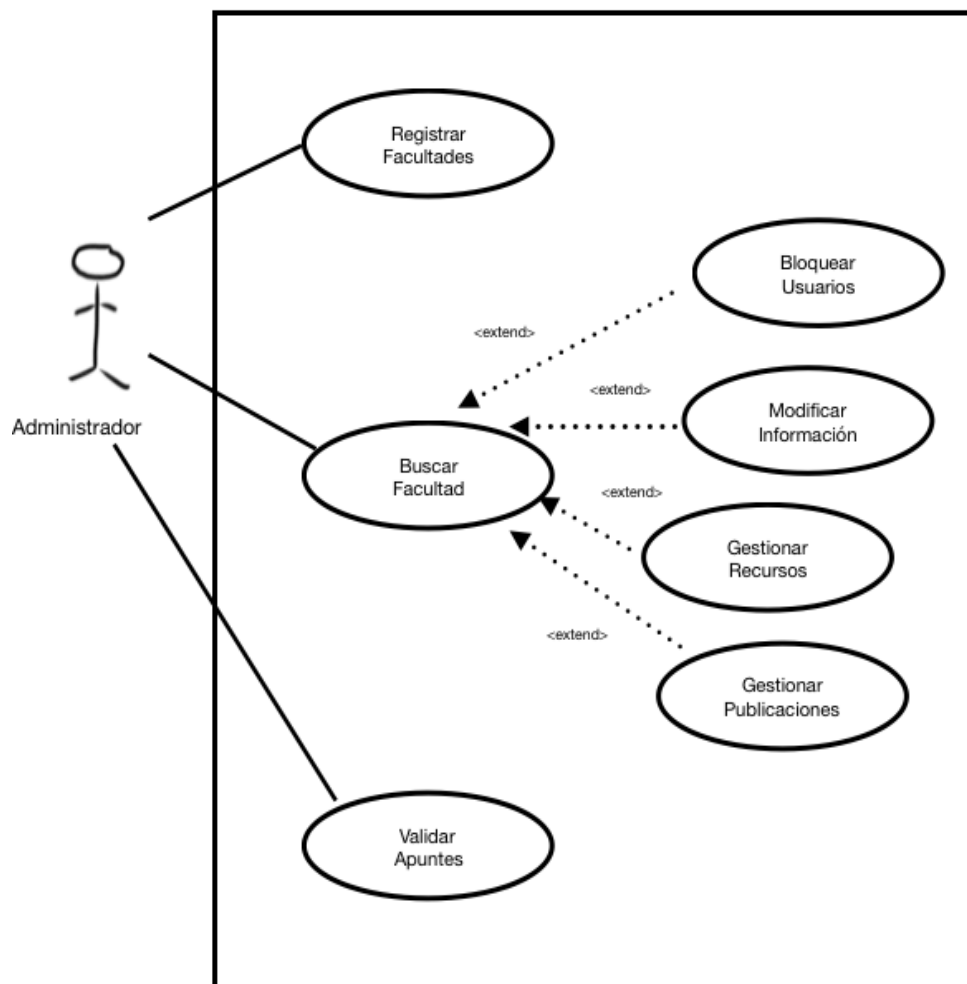 Registrar
Facultades
Bloquear
Usuarios
<extend>
<extend>
Modificar
Información
Administrador
Buscar
Facultad
<extend>
Gestionar
Recursos
<extend>
Gestionar
Publicaciones
Validar
Apuntes